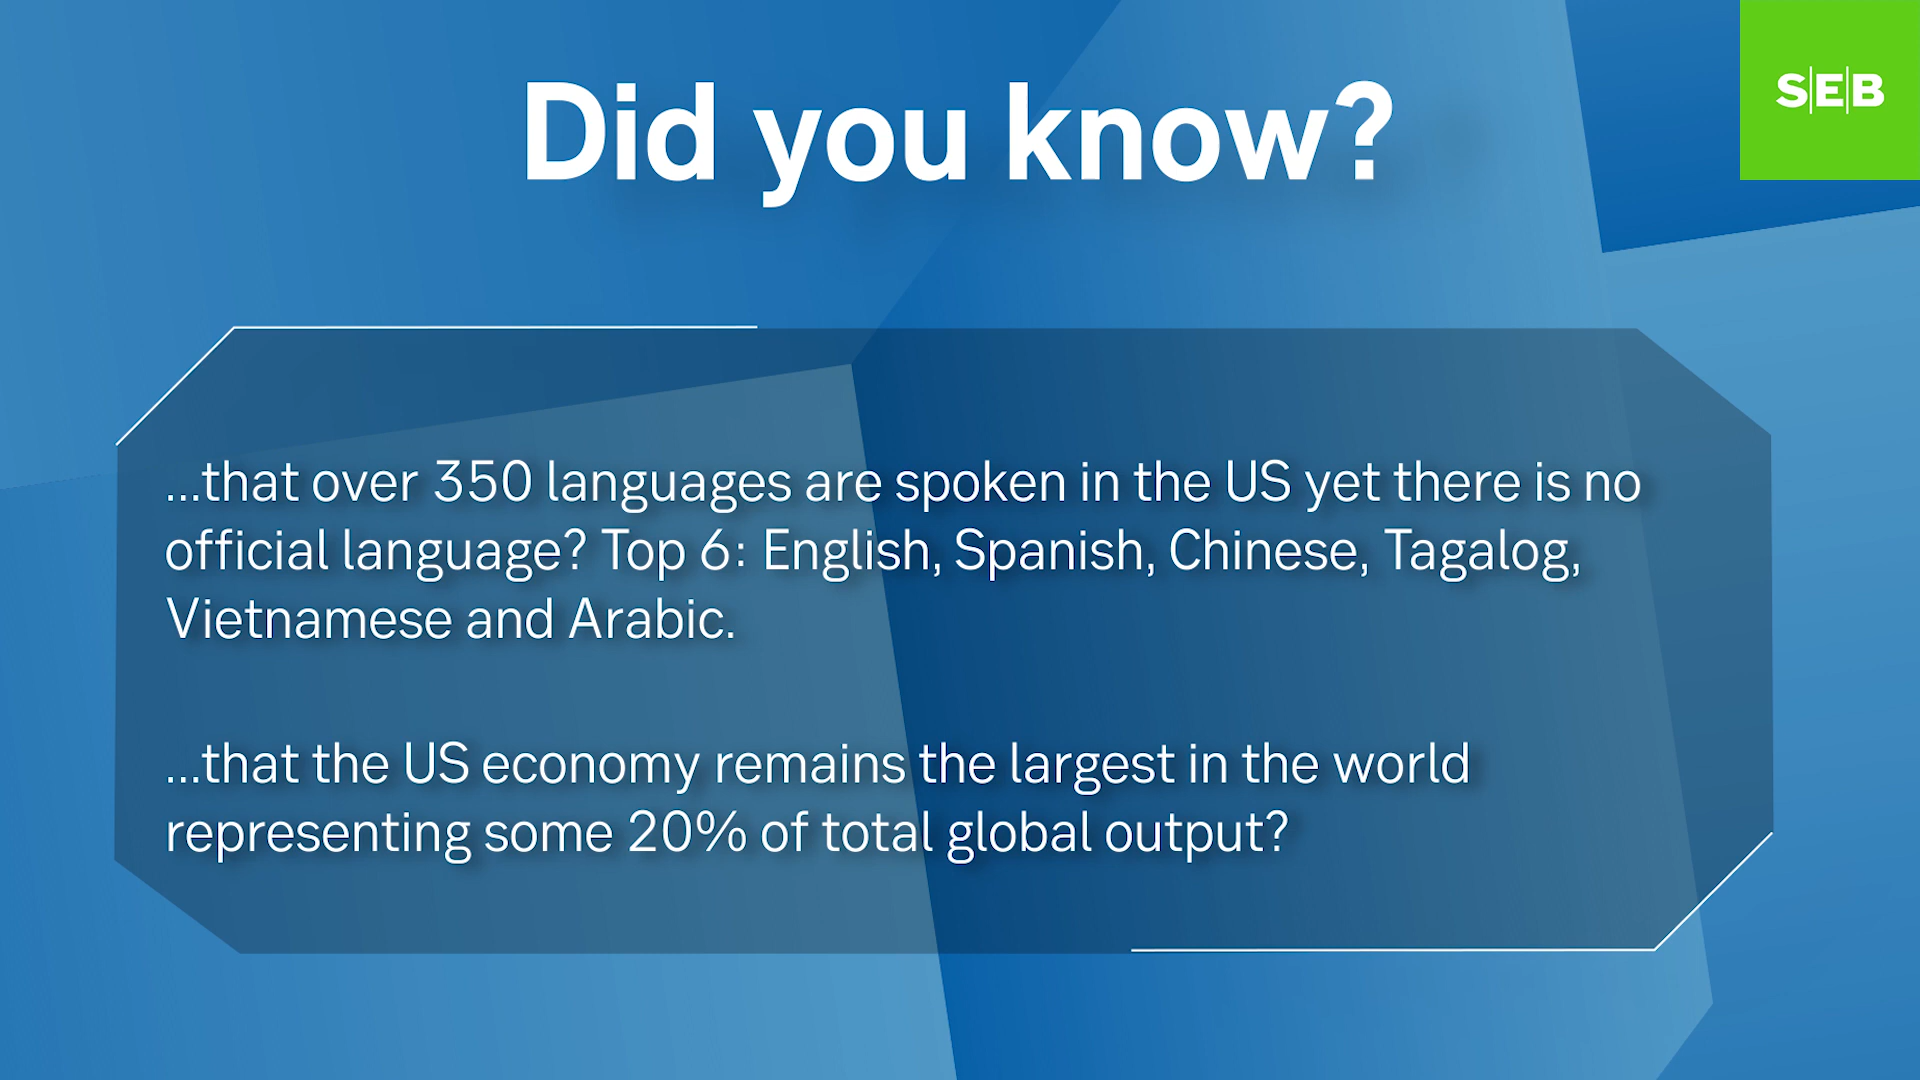 Did you know?
S|E|B
...that over 350 languages are spoken in the US yet there is no
official language? Top 6: English, Spanish, Chinese, Tagalog,
Vietnamese and Arabic.
...that the US economy remains the largest in the world
representing some 20% of total global output?